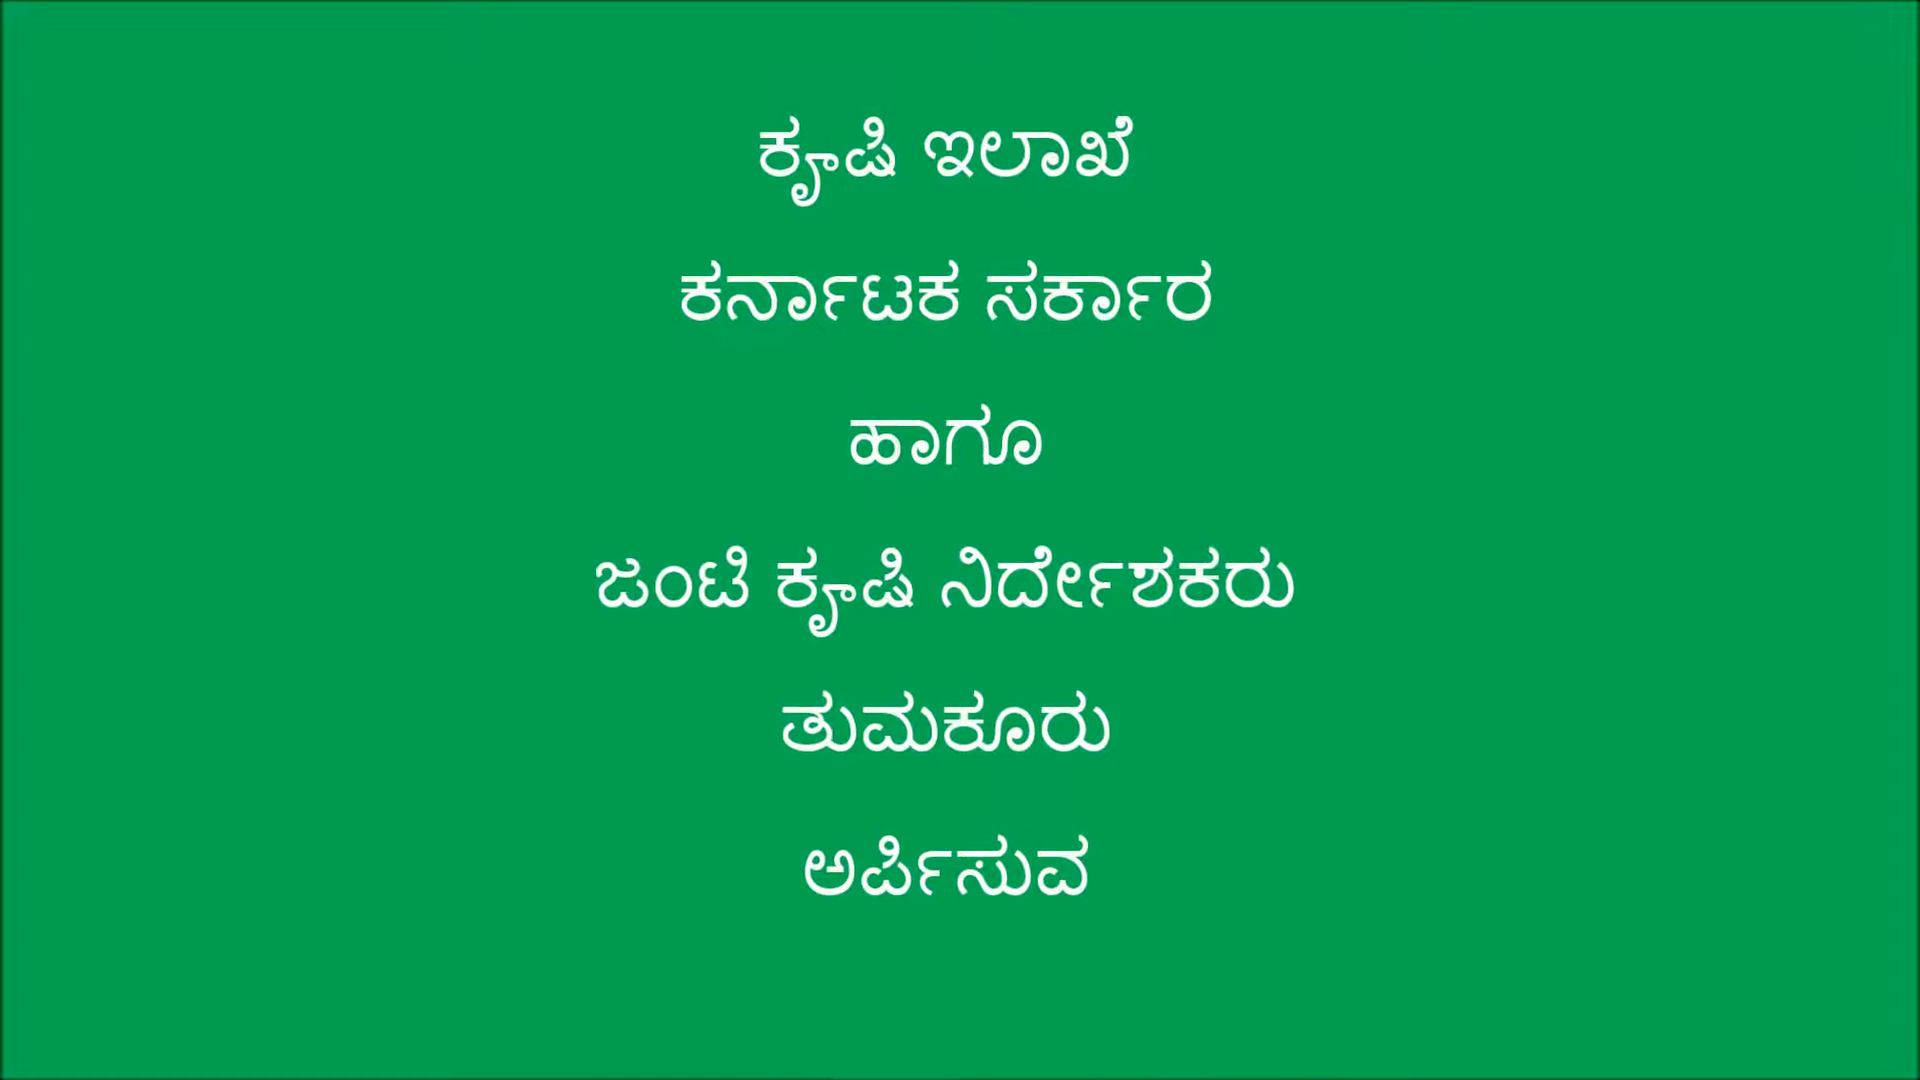 ಕೃಷಿ ಇಲಾಖೆ
ಕರ್ನಾಟಕ ಸರ್ಕಾರ
ಹಾಗೂ
ಜಂಟಿ ಕೃಷಿ ನಿರ್ದೇಶಕರು
ತುಮಕೂರು
ಅರ್ಪಿಸುವ